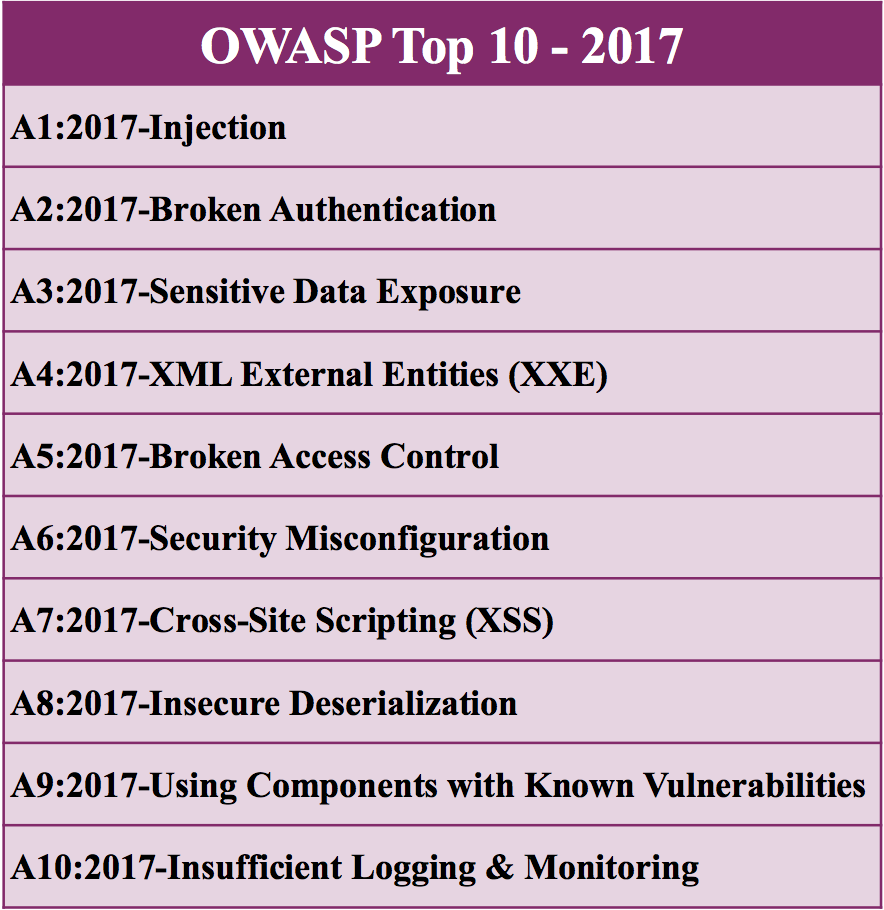 OWASP Top 10 - 2017
A1:2017-Injection
A2:2017-Broken Authentication
A3:2017-Sensitive Data Exposure
A4:2017-XML External Entities (XXE)
A5:2017-Broken Access Control
A6:2017-Security Misconfiguration
A7:2017-Cross-Site Scripting (XSS)
A8:2017-Insecure Deserialization
A9:2017-Using Components with Known Vulnerabilities
A10:2017-Insufficient Logging & Monitoring